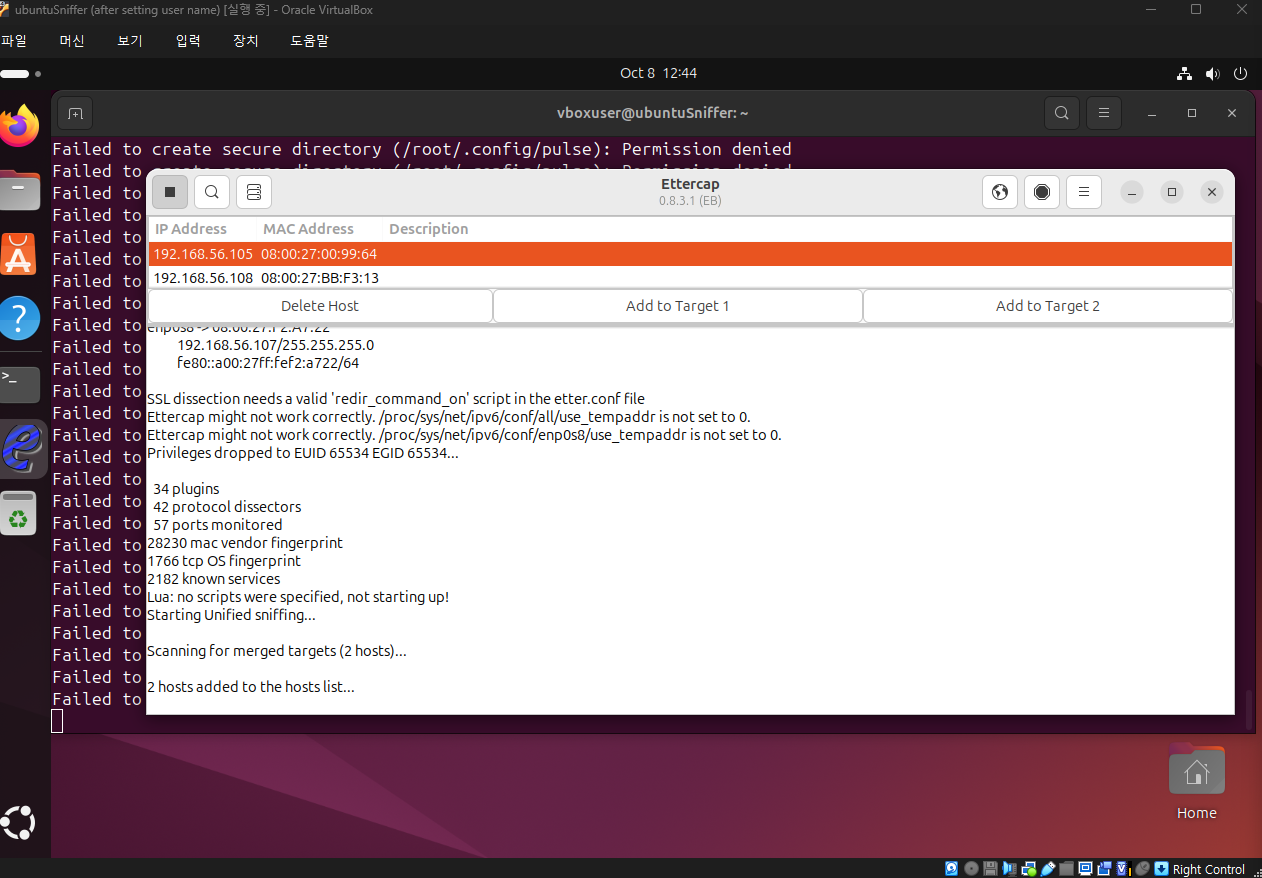 ubuntuSniffer (after setting user name) [실행 중] - Oracle VirtualBox
파일 머신 보기 입력 장치 도움말
Oct 8 12:44
vboxuser@ubuntuSniffer: ~
Failed to create secure directory (/root/.config/pulse): Permission denied
Failed to create secure directory (/root/.config/pulse): Permission denied
Failed to
Ettercap
0.8.3.1 (EB)
Failed to
IP Address MAC Address Description
Failed to
192.168.56.105 08:00:27:00:99:64
Failed to
192.168.56.108 08:00:27:BB:F3:13
Failed to
Delete Host Add to Target 1 Add to Target 2
Failed to
enp0s8 -> 08:00:27:F2:A7:22
Failed to
192.168.56.107/255.255.255.0
Failed to
fe80::a00:27ff:fef2:a722/64
Failed to
SSL dissection needs a valid 'redir_command_on' script in the etter.conf file
Failed to
Ettercap might not work correctly. /proc/sys/net/ipv6/conf/all/use_tempaddr is not set to 0.
Failed to
Ettercap might not work correctly. /proc/sys/net/ipv6/conf/enp0s8/use_tempaddr is not set to 0.
Failed to
Privileges dropped to EUID 65534 EGID 65534...
Failed to
34 plugins
Failed to
42 protocol dissectors
Failed to
57 ports monitored
Failed to
28230 mac vendor fingerprint
Failed to
1766 tcp OS fingerprint
Failed to
2182 known services
Failed to
Lua: no scripts were specified, not starting up!
Failed to
Starting Unified sniffing...
Failed to
Scanning for merged targets (2 hosts)...
Failed to
2 hosts added to the hosts list...
Failed to
Failed to
Home
Right Control